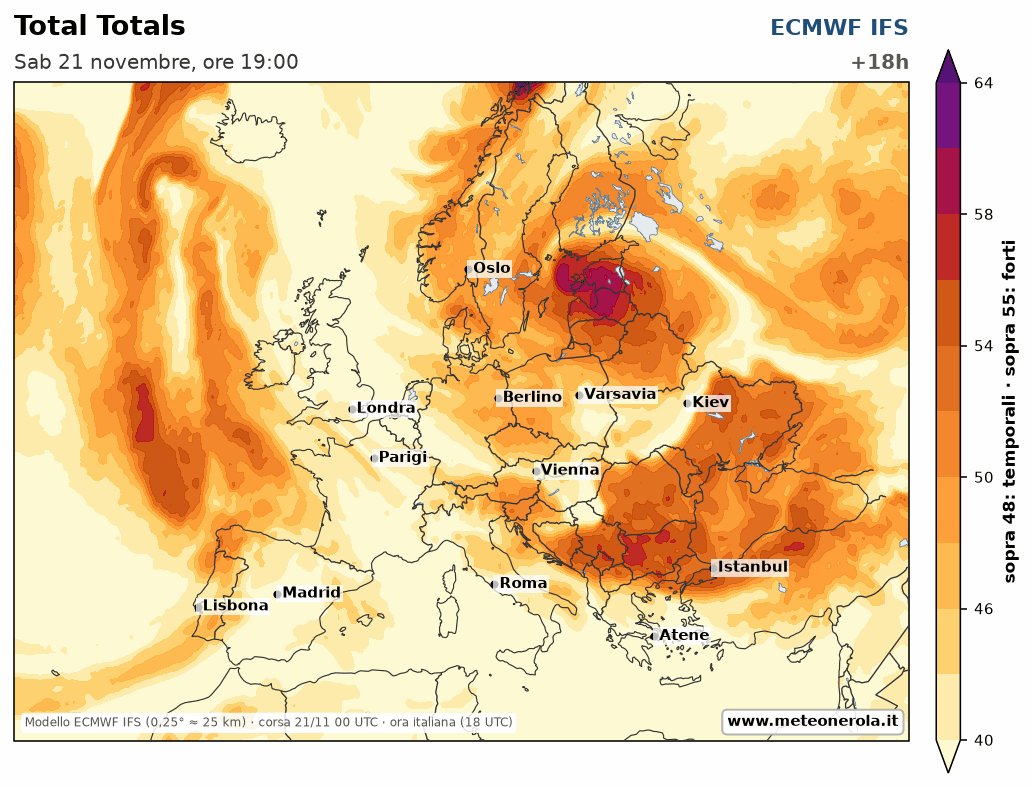 Total Totals
ECMWF IFS
Sab 21 novembre, ore 19:00
+18h
64
58
54
50
46
40
sopra 48: temporali · sopra 55: forti
Oslo
Berlino
Varsavia
Kiev
Londra
Parigi
Vienna
Istanbul
Roma
Madrid
Lisbona
Atene
Modello ECMWF IFS (0,25° ≈ 25 km) · corsa 21/11 00 UTC · ora italiana (18 UTC)
www.meteonerola.it